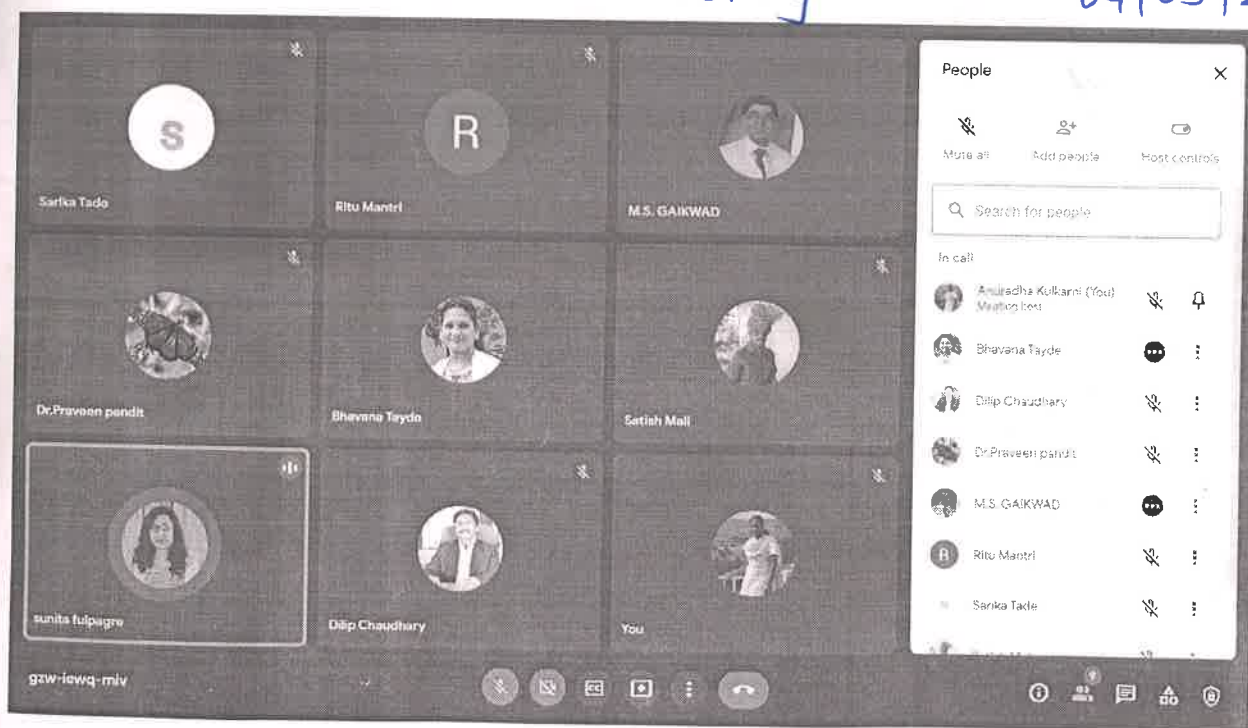 Sarika Tade
Ritu Mantri
M.S. GAIKWAD
Dr.Praveen pandit
Bhavana Tayde
Satish Mali
sunita fulpagre
Dilip Chaudhary
You
gzw-iewq-miv
People
Mute all Add people Host controls
Search for people
In call
Anuradha Kulkarni (You)
Meeting host
Bhavana Tayde
Dilip Chaudhary
Dr.Praveen pandit
M.S. GAIKWAD
R
Ritu Mantri
Sarika Tade
S
R
CC
9